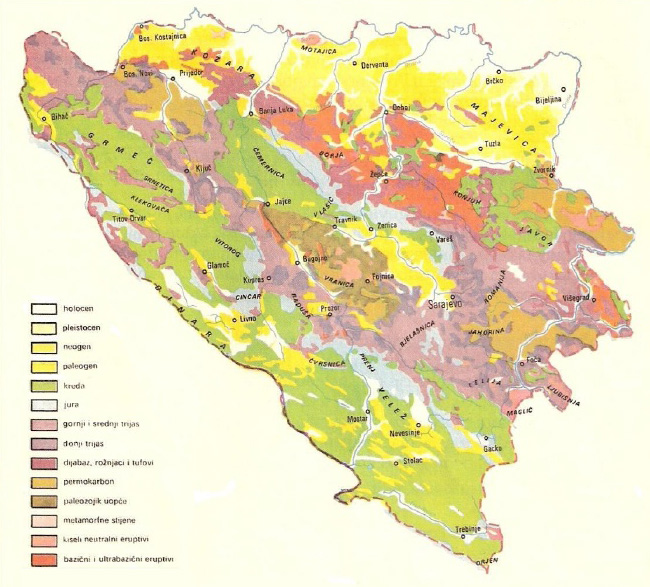 Bos. Kostajnica
MOTAJICA
KOZARA
Derventa
Bos. Novi
Prijedor
Brčko
Bijeljina
Bihać
Banja Luka
Doboj
MAJEVICA
Tuzla
GRMEČ
BORJA
ČEMERNICA
Ključ
Zvornik
SRNETICA
KONJUH
KLEKOVAČA
Jajce
VLAŠIĆ
JAVOR
Titov Drvar
Travnik
Zenica
Vareš
VITOROG
Glamoč
Bugojno
Kupres
VRANICA
Fojnica
ROMANIJA
Višegrad
CINCAR
RADUŠA
Sarajevo
DINARA
Livno
Prozor
BJELAŠNICA
JAHORINA
ČVRSNICA
PRENJ
Foča
LELIJA
LJUBIŠNJA
VELEŽ
MAGLIĆ
Mostar
Nevesinje
Gacko
Stolac
Trebinje
ORJEN
holocen
pleistocen
neogen
paleogen
kreda
jura
gornji i srednji trijas
donji trijas
dijabaz, rožnjaci i tufovi
permokarbon
paleozojik uopće
metamorfne stijene
kiseli neutralni eruptivi
bazični i ultrabazični eruptivi